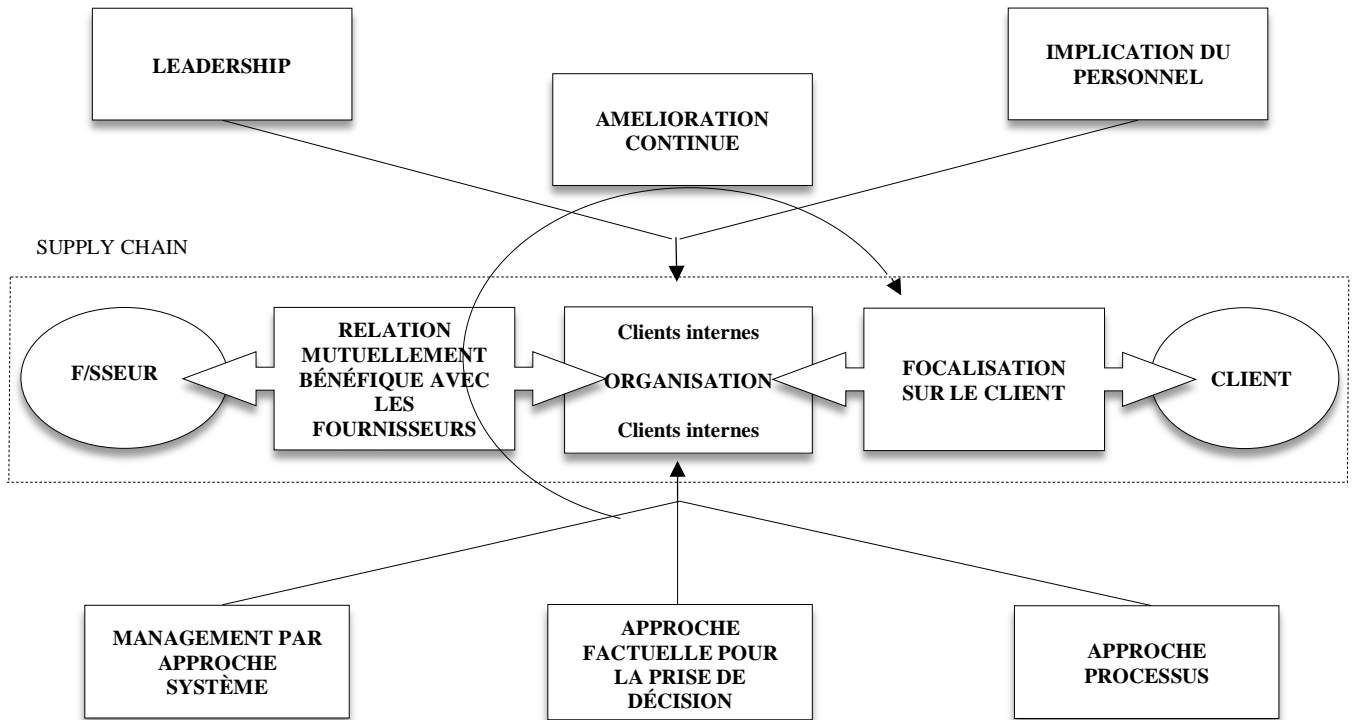 LEADERSHIP
IMPLICATION DU
PERSONNEL
AMELIORATION
CONTINUE
SUPPLY CHAIN
F/SSEUR
RELATION
MUTUELLEMENT
BÉNÉFIQUE AVEC
LES
FOURNISSEURS
Clients internes
ORGANISATION
Clients internes
FOCALISATION
SUR LE CLIENT
CLIENT
MANAGEMENT PAR
APPROCHE
SYSTÈME
APPROCHE
FACTUELLE POUR
LA PRISE DE
DÉCISION
APPROCHE
PROCESSUS